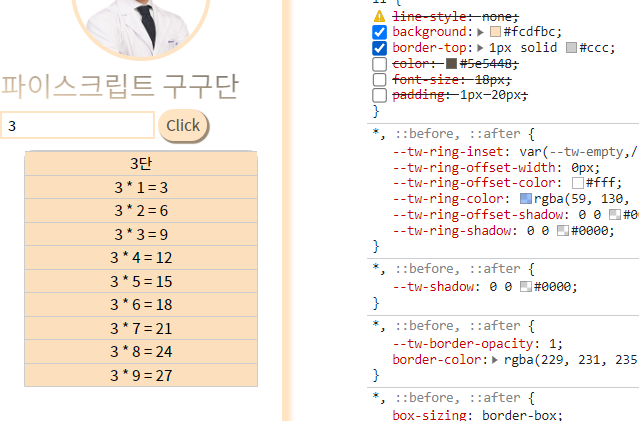 파이스크립트 구구단
3
Click
3단
3 * 1 = 3
3 * 2 = 6
3 * 3 = 9
3 * 4 = 12
3 * 5 = 15
3 * 6 = 18
3 * 7 = 21
3 * 8 = 24
3 * 9 = 27
line-style: none;
background: #fcdfbc;
border-top: 1px solid #ccc;
color: #5e5448;
font-size: 18px;
padding: 1px 20px;
}
*, ::before, ::after {
--tw-ring-inset: var(--tw-empty,/
--tw-ring-offset-width: 0px;
--tw-ring-offset-color: #fff;
--tw-ring-color: rgba(59, 130,
--tw-ring-offset-shadow: 0 0 #0
--tw-ring-shadow: 0 0 #0000;
}
*, ::before, ::after {
--tw-shadow: 0 0 #0000;
}
*, ::before, ::after {
--tw-border-opacity: 1;
border-color: rgba(229, 231, 235
}
*, ::before, ::after {
box-sizing: border-box;